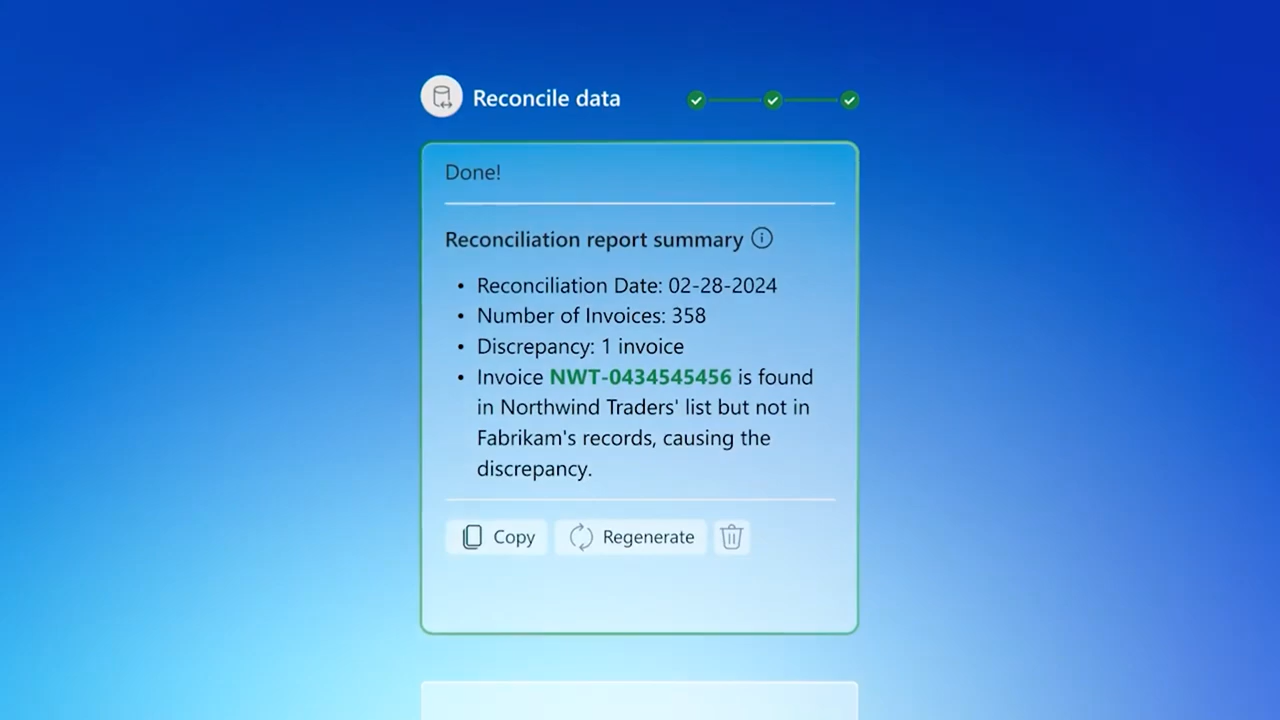 Reconcile data
Done!
Reconciliation report summary
• Reconciliation Date: 02-28-2024
• Number of Invoices: 358
• Discrepancy: 1 invoice
• Invoice NWT-0434545456 is found
in Northwind Traders' list but not in
Fabrikam's records, causing the
discrepancy.
Copy
Regenerate